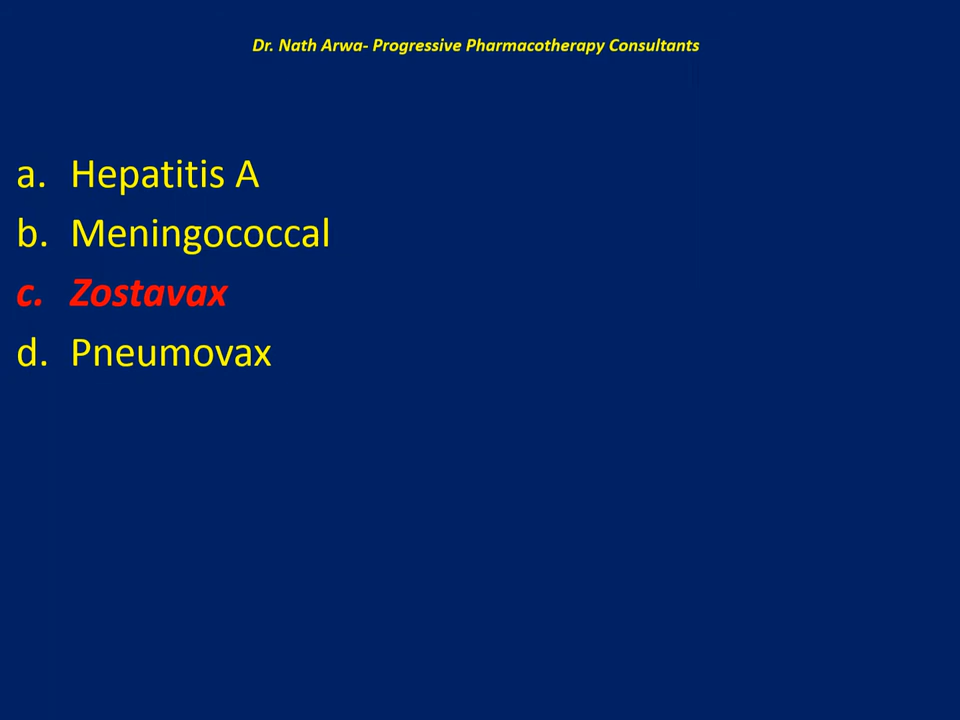 Dr. Nath Arwa- Progressive Pharmacotherapy Consultants
a. Hepatitis A
b. Meningococcal
c. Zostavax
d. Pneumovax